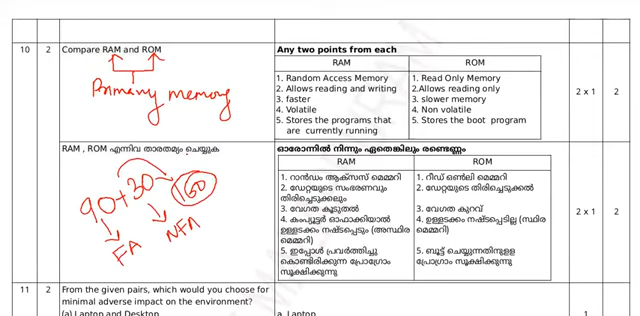 10 2 Compare RAM and ROM Any two points from each 2 x 1 2
RAM ROM
1. Random Access Memory 1. Read Only Memory
2. Allows reading and writing 2.Allows reading only
3. faster 3. slower memory
4. Volatile 4. Non volatile
5. Stores the programs that are currently running 5. Stores the boot program
Primary memory
RAM , ROM എന്നിവ താരതമ്യം ചെയ്യുക ഓരോന്നിൽ നിന്നും ഏതെങ്കിലും രണ്ടെണ്ണം 2 x 1 2
RAM ROM
1. റാൻഡം ആക്സസ് മെമ്മറി 1. റീഡ് ഒൺലി മെമ്മറി
2. ഡേറ്റയുടെ സംഭരണവും തിരിച്ചെടുക്കലും 2. ഡേറ്റയുടെ തിരിച്ചെടുക്കൽ
3. വേഗത കൂടുതൽ 3. വേഗത കുറവ്
4. കംപ്യൂട്ടർ ഓഫാക്കിയാൽ ഉള്ളടക്കം നഷ്ടപ്പെടും (അസ്ഥിര മെമ്മറി) 4. ഉള്ളടക്കം നഷ്ടപ്പെടില്ല (സ്ഥിര മെമ്മറി)
5. ഇപ്പോൾ പ്രവർത്തിച്ചു കൊണ്ടിരിക്കുന്ന പ്രോഗ്രാം സൂക്ഷിക്കുന്നു 5. ബൂട്ട് ചെയ്യുന്നതിനുള്ള പ്രോഗ്രാം സൂക്ഷിക്കുന്നു
90+30
FA NFA
11 2 From the given pairs, which would you choose for
minimal adverse impact on the environment?
(a) Laptop and Desktop a. Laptop 1